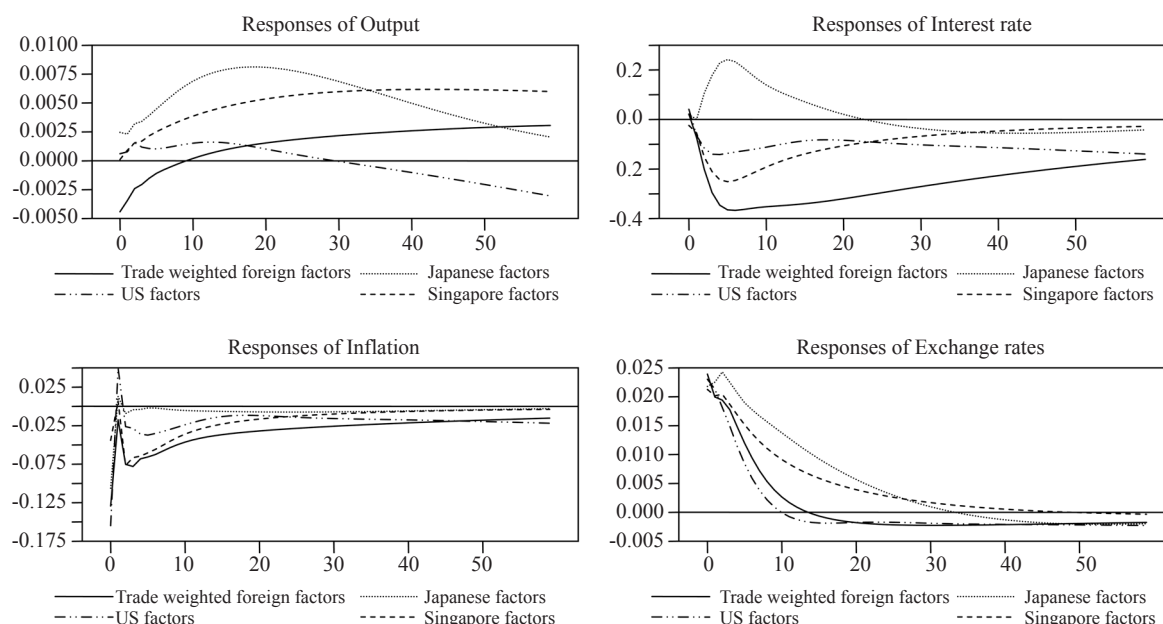 Responses of Output
0.0100
0.0075
0.0050
0.0025
0.0000
-0.0025
-0.0050
0 10 20 30 40 50
Trade weighted foreign factors Japanese factors
US factors Singapore factors
Responses of Interest rate
0.2
0.0
0.2
-0.4
0 10 20 30 40 50
Trade weighted foreign factors Japanese factors
US factors Singapore factors
Responses of Inflation
0.025
-0.025
-0.075
-0.125
-0.175
0 10 20 30 40 50
Trade weighted foreign factors Japanese factors
US factors Singapore factors
Responses of Exchange rates
0.025
0.020
0.015
0.010
0.005
0.000
-0.005
0 10 20 30 40 50
Trade weighted foreign factors Japanese factors
US factors Singapore factors